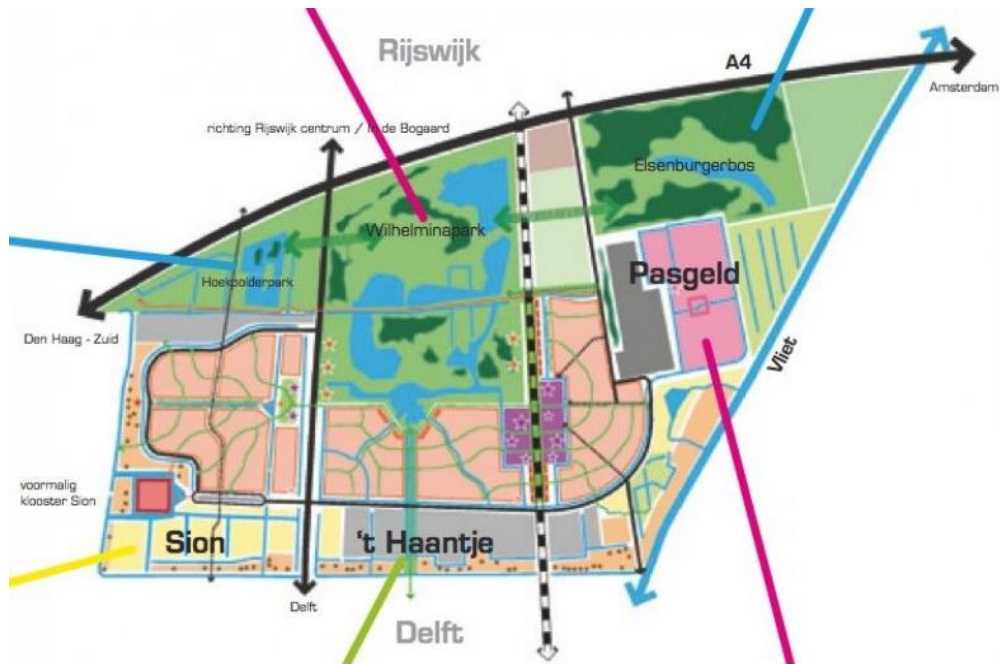 Rijswijk
A4
Amsterdam
richting Rijswijk centrum / In de Bogaard
Elsenburgerbos
Wilhelminapark
Hoekpolderpark
Pasgeld
Den Haag - Zuid
Vliet
voormalig
klooster Sion
Sion
't Haantje
Delft
Delft